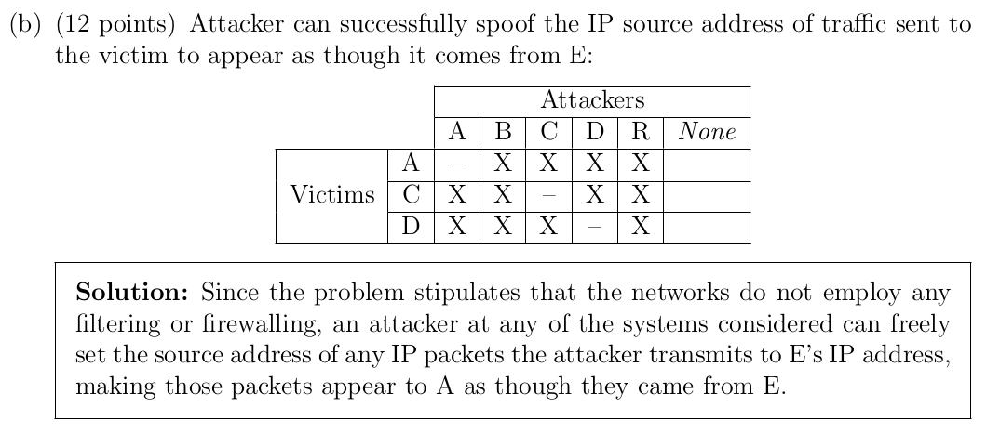 (b) (12 points) Attacker can successfully spoof the IP source address of traffic sent to
the victim to appear as though it comes from E:
Attackers
A B C D R None
A – X X X X
Victims C X X – X X
D X X X – X
Solution: Since the problem stipulates that the networks do not employ any
filtering or firewalling, an attacker at any of the systems considered can freely
set the source address of any IP packets the attacker transmits to E's IP address,
making those packets appear to A as though they came from E.